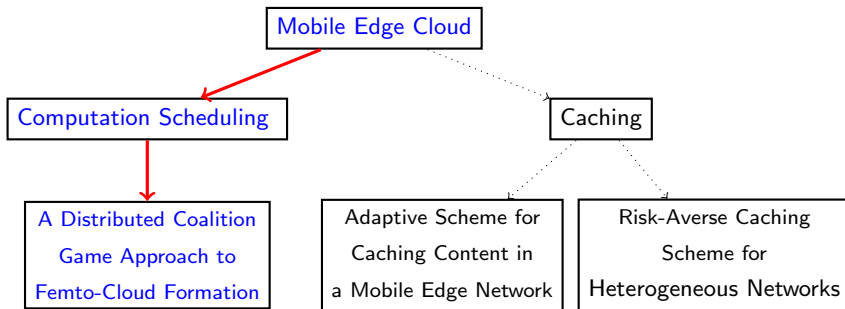 Mobile Edge Cloud
Computation Scheduling
Caching
A Distributed Coalition
Game Approach to
Femto-Cloud Formation
Adaptive Scheme for
Caching Content in
a Mobile Edge Network
Risk-Averse Caching
Scheme for
Heterogeneous Networks